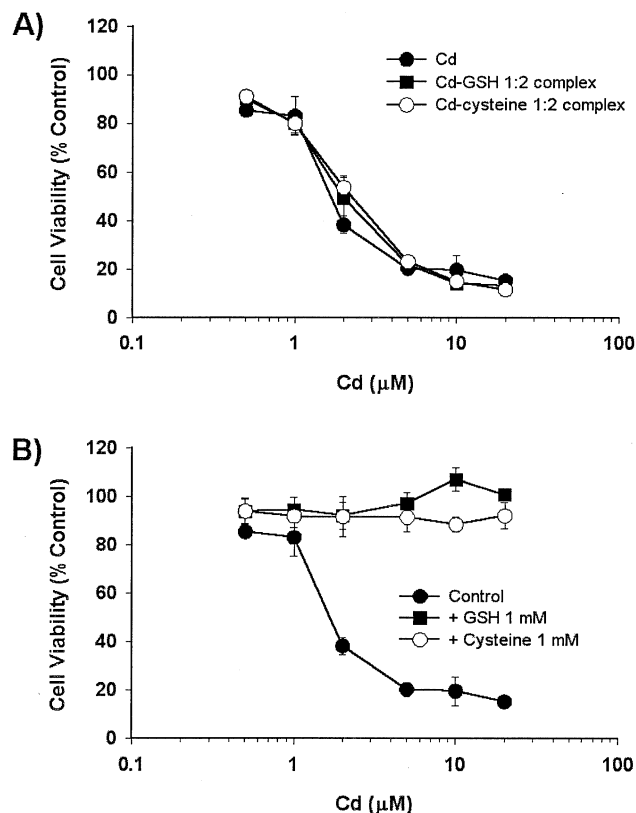 A)
120
100
80
60
40
20
0
Cell Viability (% Control)
Cd
Cd-GSH 1:2 complex
Cd-cysteine 1:2 complex
0.1 1 10 100
Cd (µM)
B)
120
100
80
60
40
20
0
Cell Viability (% Control)
Control
+ GSH 1 mM
+ Cysteine 1 mM
0.1 1 10 100
Cd (µM)